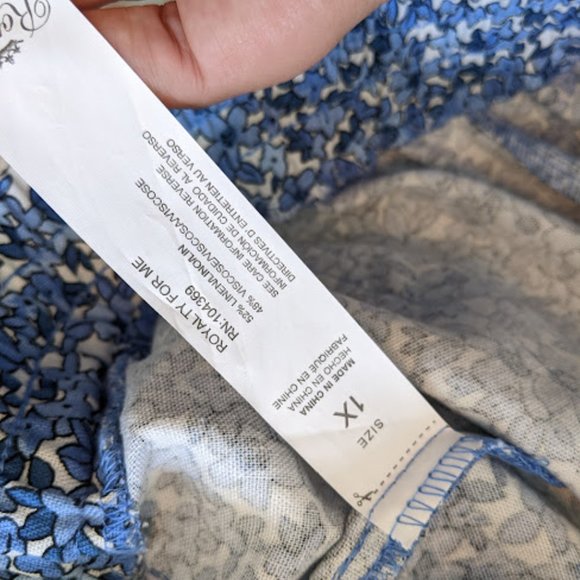 ROYALTY FOR ME
RN:104369
52% LINEN/LINO/LIN
48% VISCOSE/VISCOSA/VISCOSE
SEE CARE INFORMATION REVERSE
INFORMACIÓN DE CUIDADO AL REVERSO
DIRECTIVES D·ENTRETIEN AU VERSO
MADE IN CHINA
HECHO EN CHINA
FABRIQUE EN CHINE
1X
SIZE